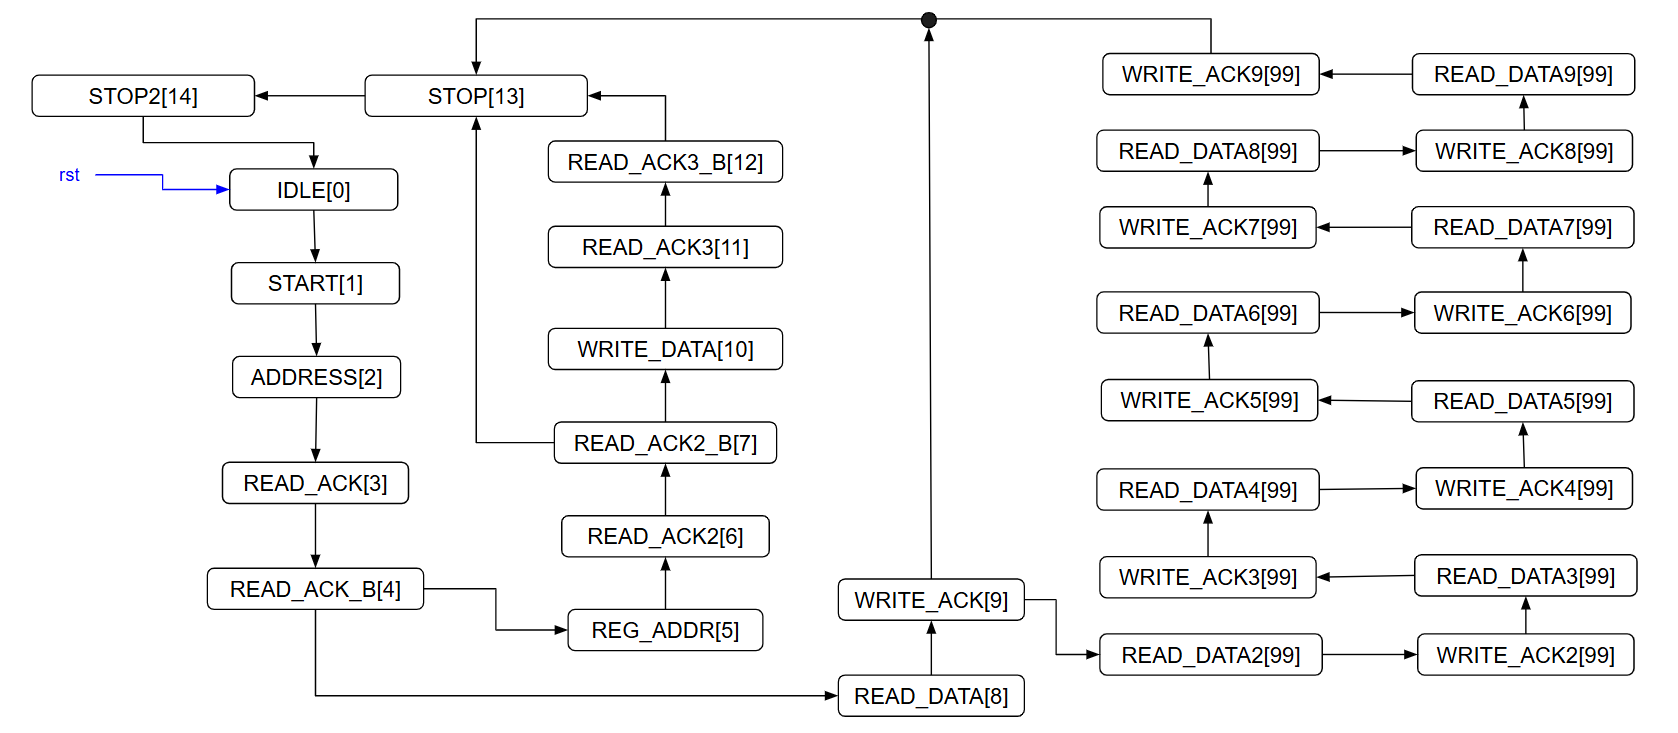 STOP2[14]
STOP[13]
rst
IDLE[0]
START[1]
ADDRESS[2]
READ_ACK[3]
READ_ACK_B[4]
READ_ACK3_B[12]
READ_ACK3[11]
WRITE_DATA[10]
READ_ACK2_B[7]
READ_ACK2[6]
REG_ADDR[5]
WRITE_ACK[9]
READ_DATA[8]
WRITE_ACK9[99]
READ_DATA9[99]
READ_DATA8[99]
WRITE_ACK8[99]
WRITE_ACK7[99]
READ_DATA7[99]
READ_DATA6[99]
WRITE_ACK6[99]
WRITE_ACK5[99]
READ_DATA5[99]
READ_DATA4[99]
WRITE_ACK4[99]
WRITE_ACK3[99]
READ_DATA3[99]
READ_DATA2[99]
WRITE_ACK2[99]